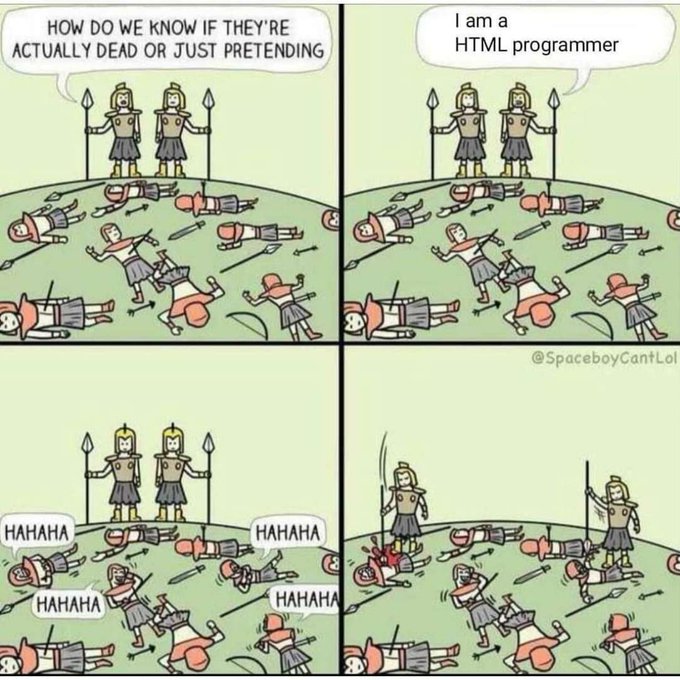 HOW DO WE KNOW IF THEY'RE
ACTUALLY DEAD OR JUST PRETENDING
I am a
HTML programmer
HAHAHA
HAHAHA
HAHAHA
HAHAHA
@SpaceboyCantLol